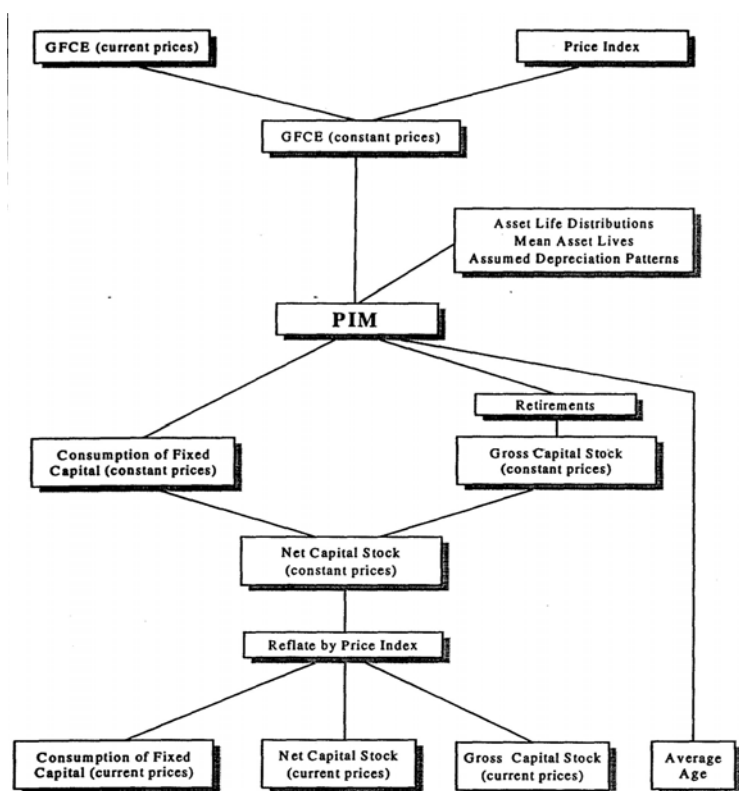 GFCE (current prices)
Price Index
GFCE (constant prices)
Asset Life Distributions
Mean Asset Lives
Assumed Depreciation Patterns
PIM
Retirements
Consumption of Fixed
Capital (constant prices)
Gross Capital Stock
(constant prices)
Net Capital Stock
(constant prices)
Reflate by Price Index
Consumption of Fixed
Capital (current prices)
Net Capital Stock
(current prices)
Gross Capital Stock
(current prices)
Average
Age